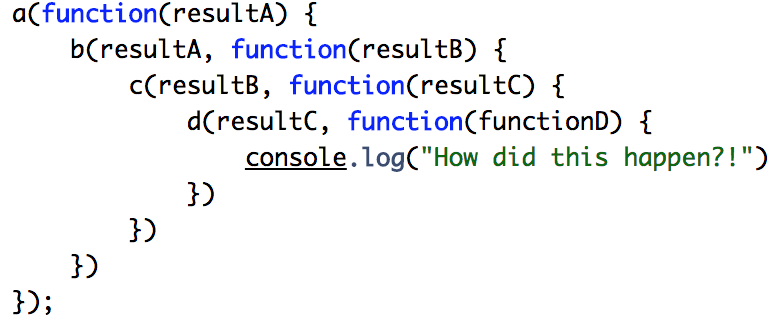 a(function(resultA) {
    b(resultA, function(resultB) {
        c(resultB, function(resultC) {
            d(resultC, function(functionD) {
                console.log("How did this happen?!")
            })
        })
    })
});